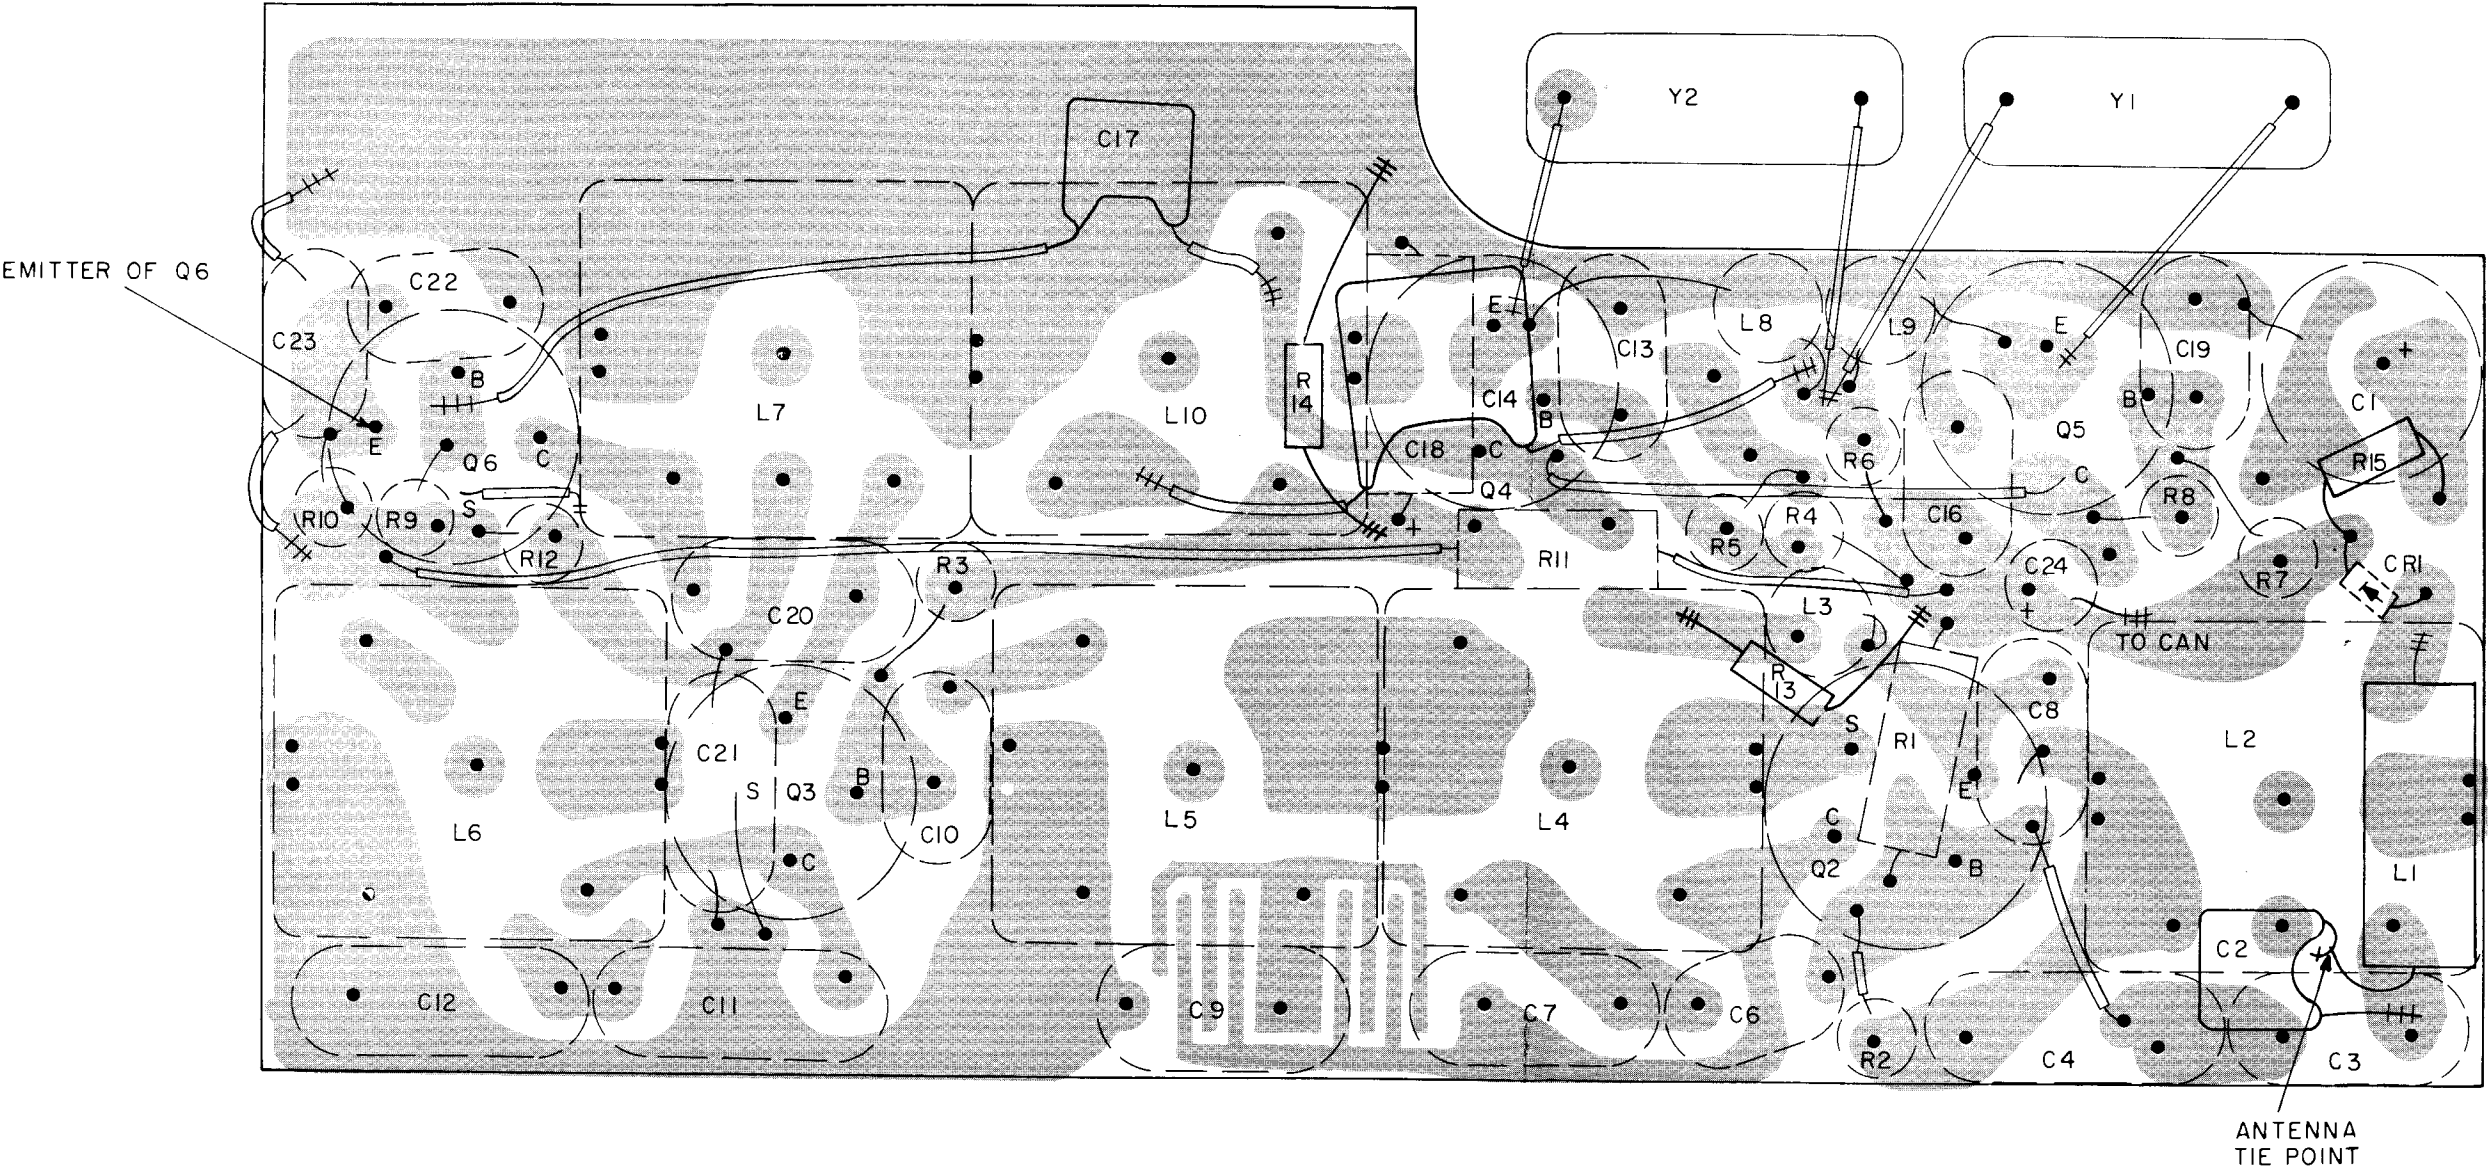 Y2
Y1
C17
EMITTER OF Q6
C22
C23
B
E
Q6
C
S
R10
R9
R12
L7
L10
R
14
E
C14
B
C18
C
Q4
+
C13
L8
L9
R6
R5
R4
R11
L3
E
C19
B
Q5
C
C16
R8
C24
+
R7
+
C1
R15
CR1
TO CAN
R3
C20
E
C21
S
Q3
B
C
C10
L6
L5
L4
R
13
S
R1
C8
E
C
Q2
B
L2
L1
C2
+
C12
C11
C9
C7
C6
R2
C4
C3
ANTENNA
TIE POINT